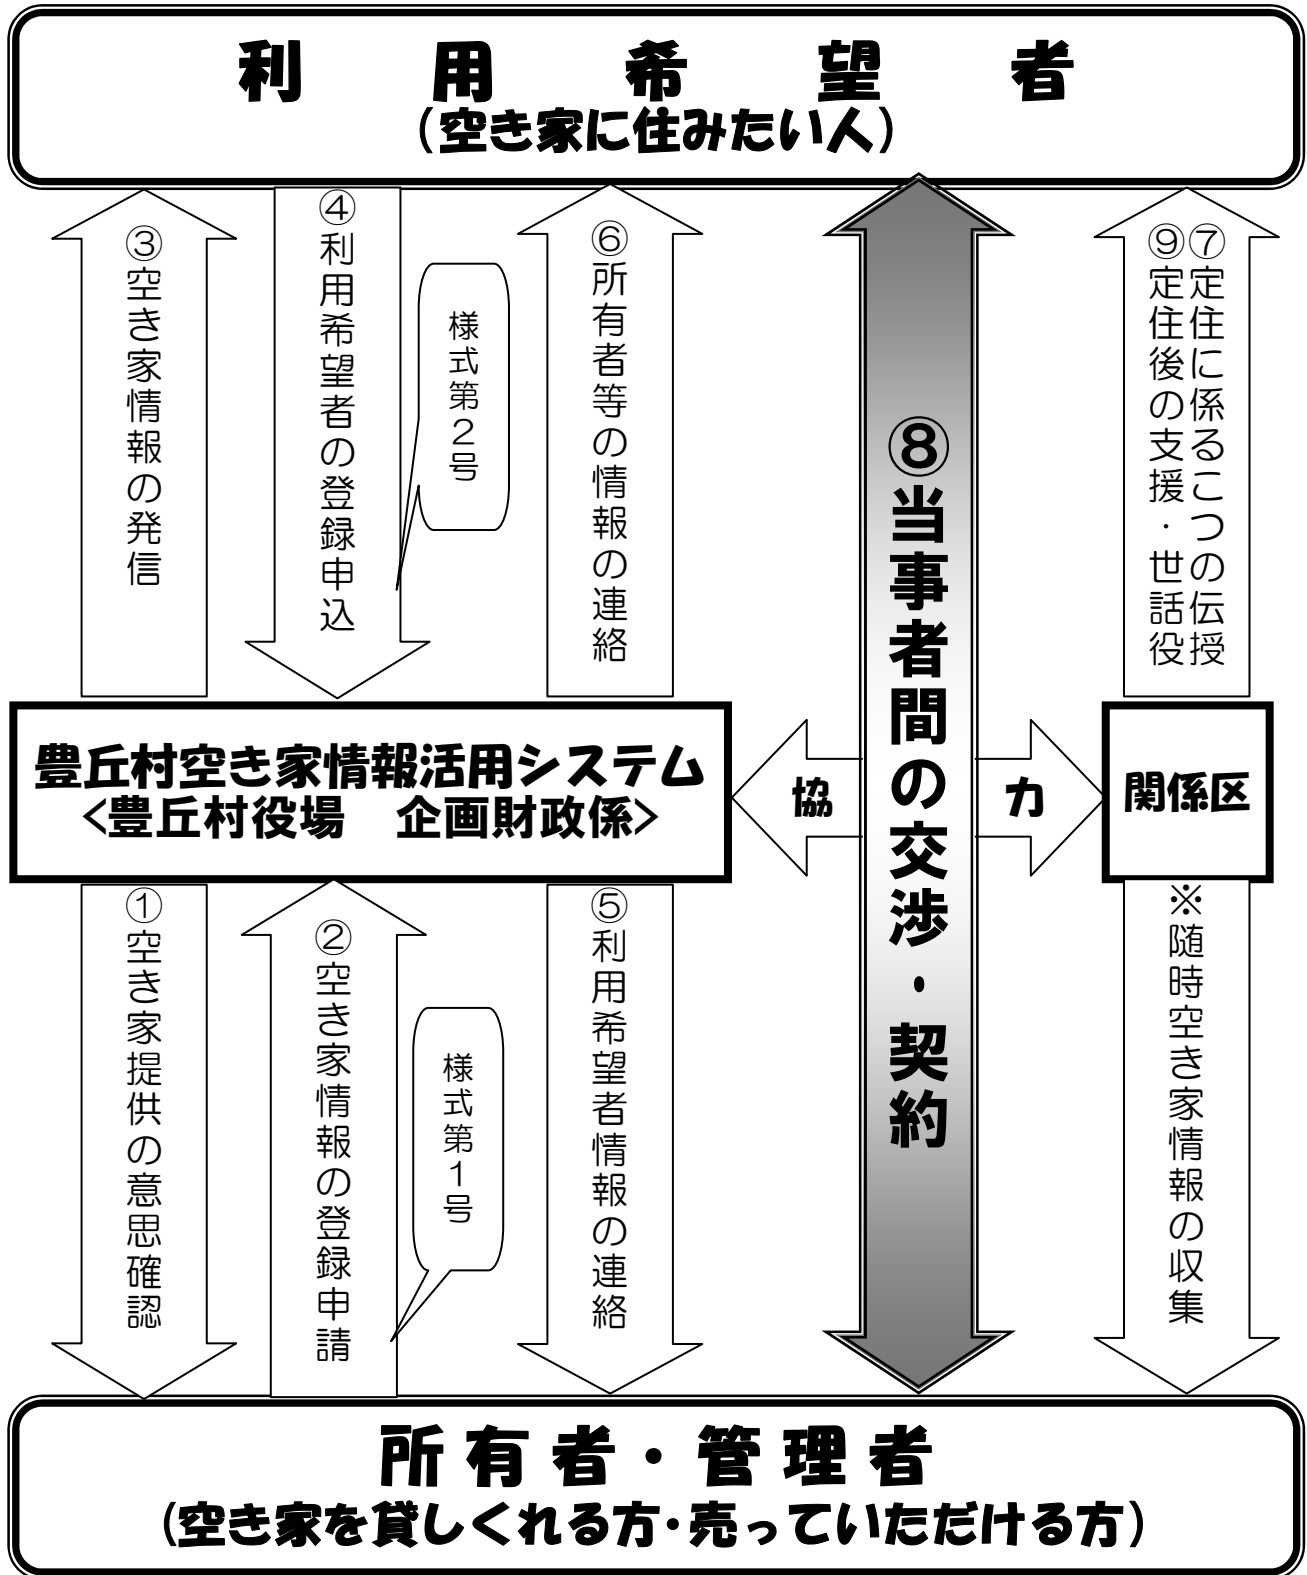 利用希望者
（空き家に住みたい人）
③空き家情報の発信
④利用希望者の登録申込
様式第２号
⑥所有者等の情報の連絡
⑧当事者間の交渉・契約
⑦定住に係るこつの伝授
⑨定住後の支援・世話役
豊丘村空き家情報活用システム
<豊丘村役場　企画財政係>
協
力
関係区
①空き家提供の意思確認
②空き家情報の登録申請
様式第１号
⑤利用希望者情報の連絡
※随時空き家情報の収集
所有者・管理者
（空き家を貸しくれる方・売っていただける方）